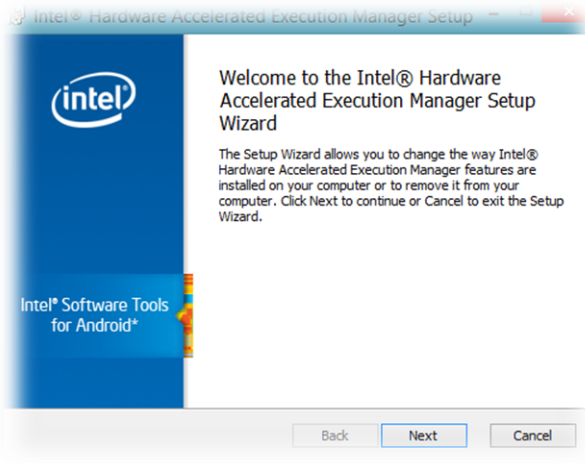 Intel® Hardware Accelerated Execution Manager Setup
intel®
Welcome to the Intel® Hardware
Accelerated Execution Manager Setup
Wizard
The Setup Wizard allows you to change the way Intel®
Hardware Accelerated Execution Manager features are
installed on your computer or to remove it from your
computer. Click Next to continue or Cancel to exit the Setup
Wizard.
Intel® Software Tools
for Android*
Back Next Cancel